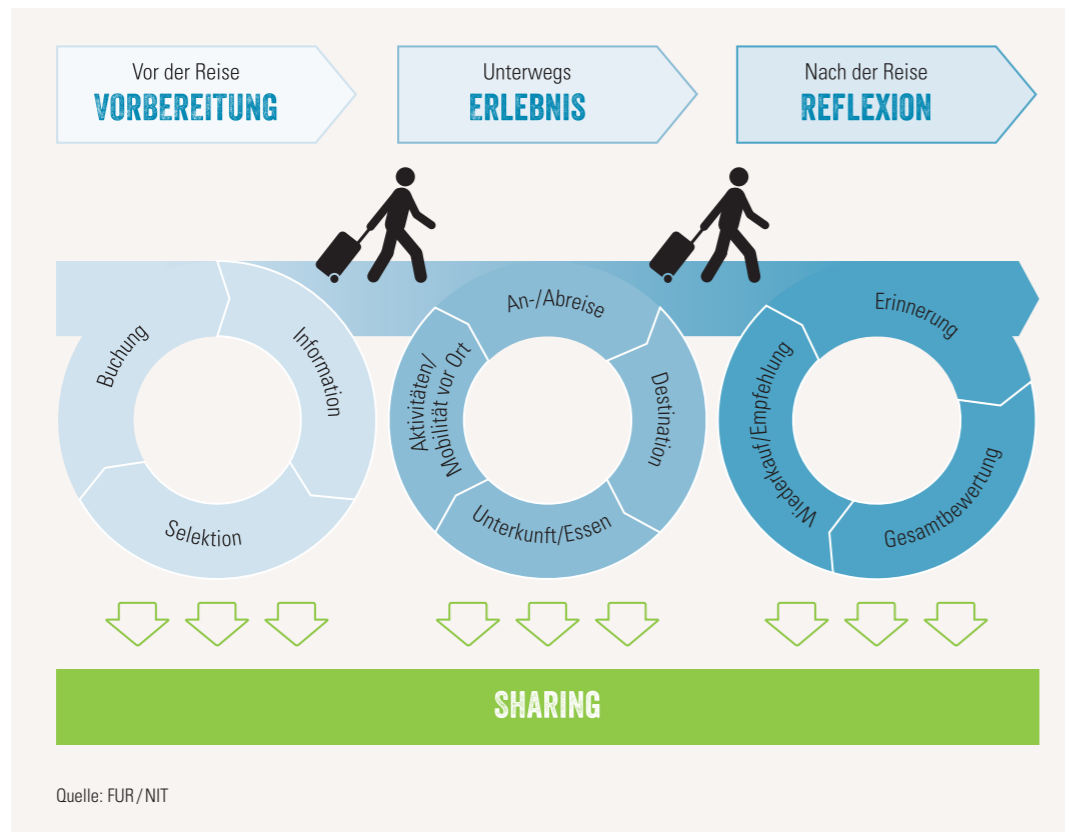 Vor der Reise
VORBEREITUNG
Unterwegs
ERLEBNIS
Nach der Reise
REFLEXION
Buchung
Information
Selektion
An-/Abreise
Destination
Unterkunft/Essen
Aktivitäten/
Mobilität vor Ort
Erinnerung
Gesamtbewertung
Wiederkauf/Empfehlung
SHARING
Quelle: FUR/NIT